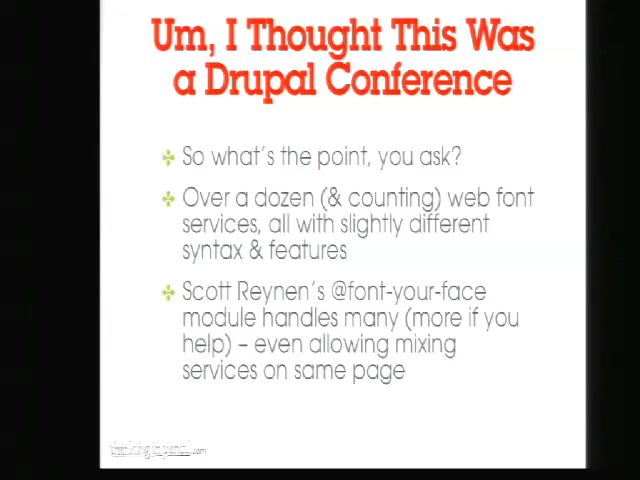 Um, I Thought This Was
a Drupal Conference
So what's the point, you ask?
Over a dozen (& counting) web font
services, all with slightly different
syntax & features
Scott Reynen's @font-your-face
module handles many (more if you
help) – even allowing mixing
services on same page